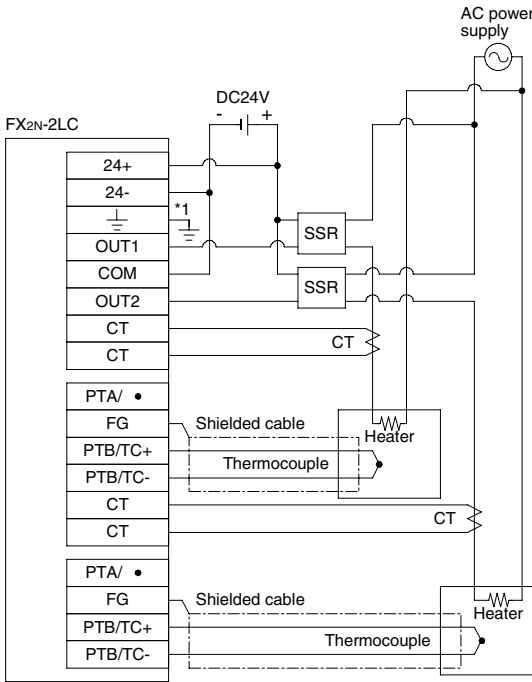 AC power
supply
DC24V
- +
FX2N-2LC
24+
24-
*1
SSR
OUT1
COM
SSR
OUT2
CT
CT
CT
PTA/ •
FG
Shielded cable
Heater
PTB/TC+
Thermocouple
PTB/TC-
CT
CT
CT
PTA/ •
FG
Shielded cable
Heater
PTB/TC+
Thermocouple
PTB/TC-